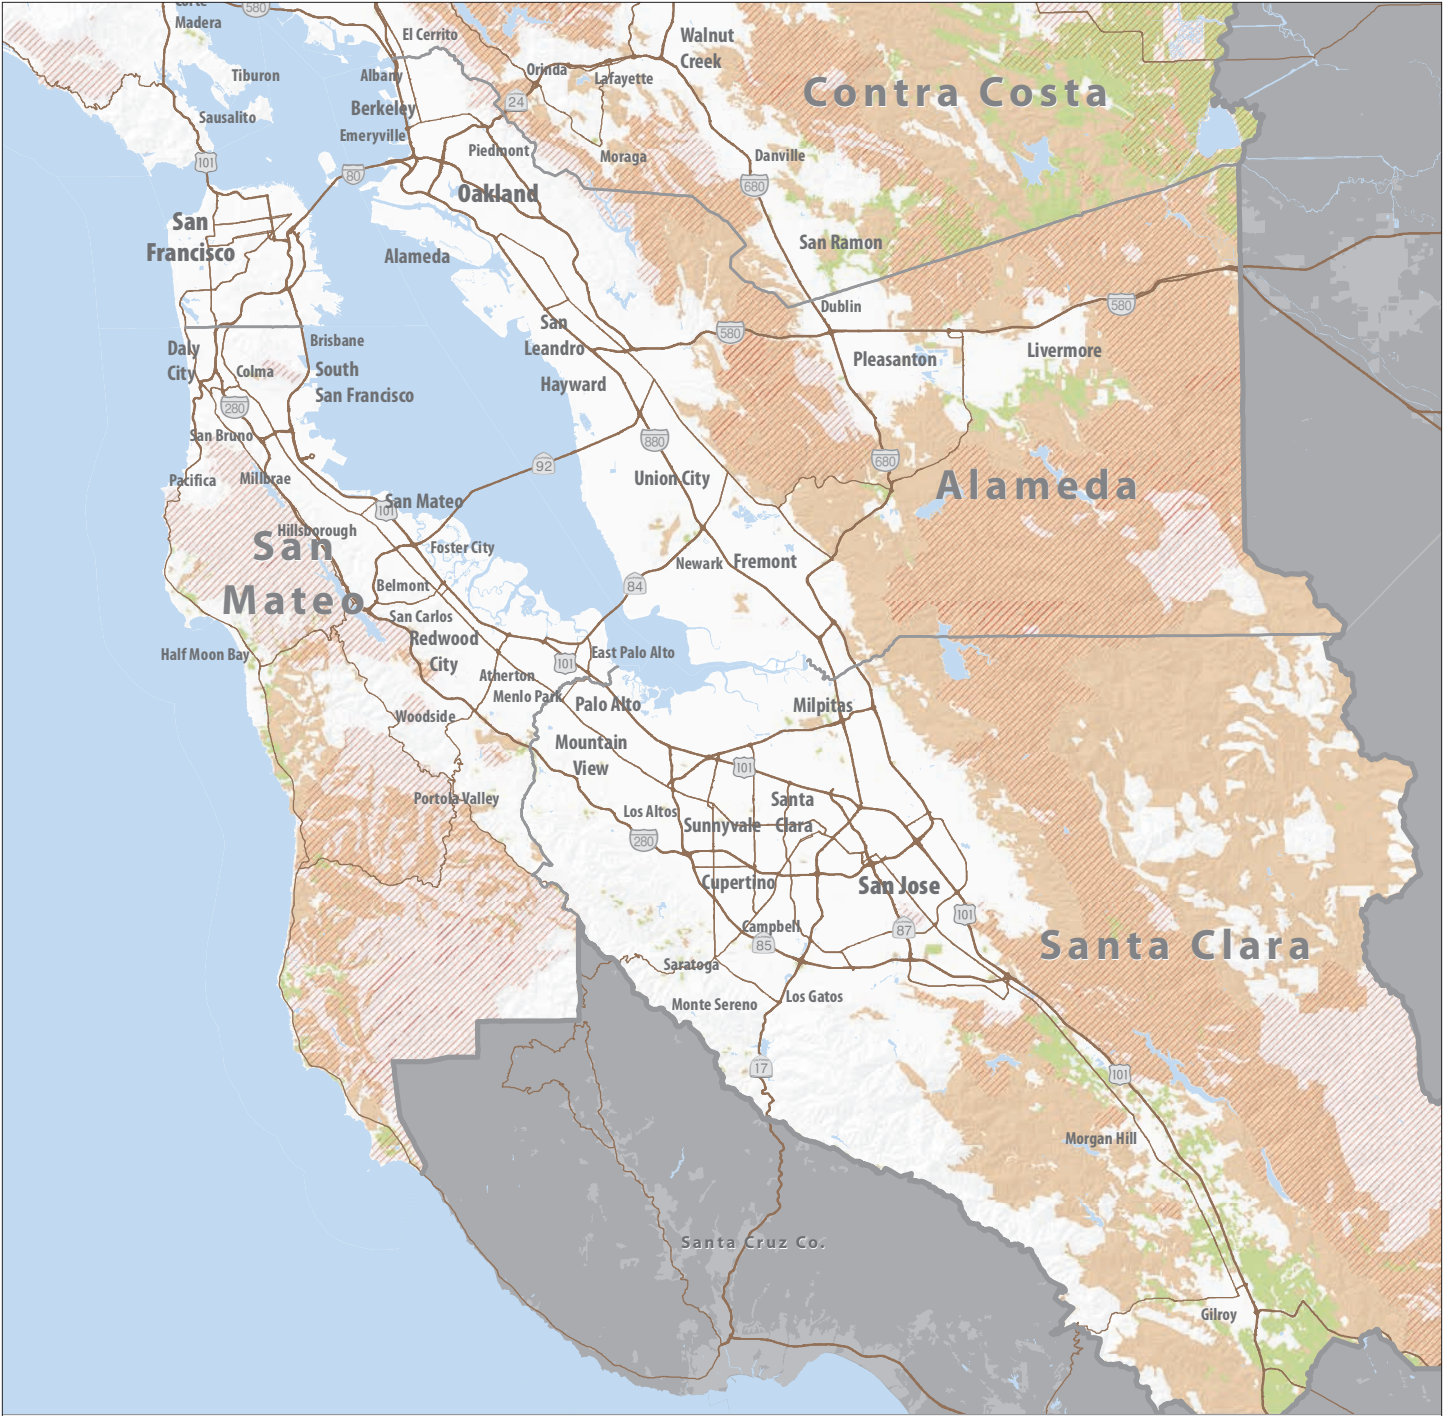 Corte
Madera
580
El Cerrito
Walnut
Creek
Tiburon
Albany
Orinda
Lafayette
Contra Costa
Sausalito
Berkeley
24
Emeryville
101
80
Piedmont
Moraga
Danville
680
Oakland
San
Francisco
Alameda
San Ramon
580
Dublin
San
Leandro
580
Brisbane
Daly
City
Colma
South
San Francisco
Hayward
Pleasanton
Livermore
280
San Bruno
880
92
680
Pacifica
Millbrae
Union City
Alameda
San Mateo
101
Hillsborough
San
Mateo
Foster City
Newark
Fremont
Belmont
84
San Carlos
Redwood
City
Half Moon Bay
East Palo Alto
101
Atherton
Menlo Park
Palo Alto
Milpitas
Woodside
Mountain
View
101
Portola Valley
Los Altos
Santa
Clara
Sunnyvale
280
Cupertino
San Jose
101
Campbell
87
85
Santa Clara
Saratoga
Monte Sereno
Los Gatos
17
101
Morgan Hill
Santa Cruz Co.
Gilroy